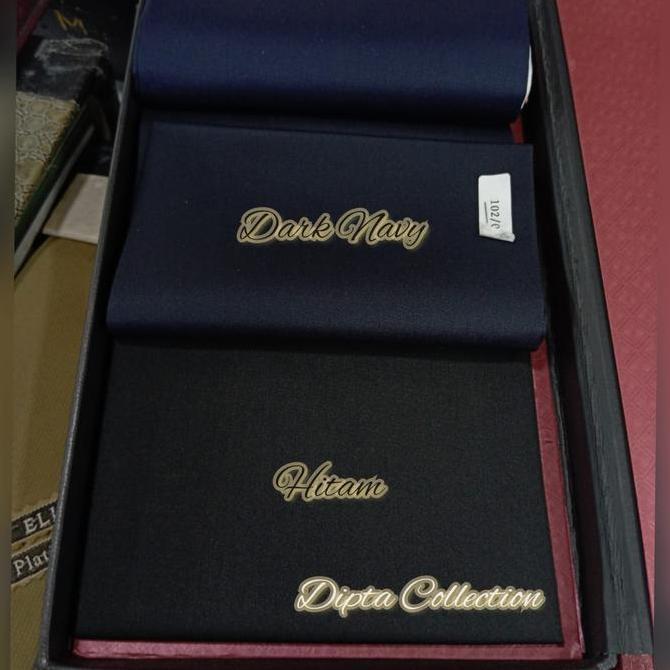 M
Dark Navy
102/
Hitam
Dipta Collection